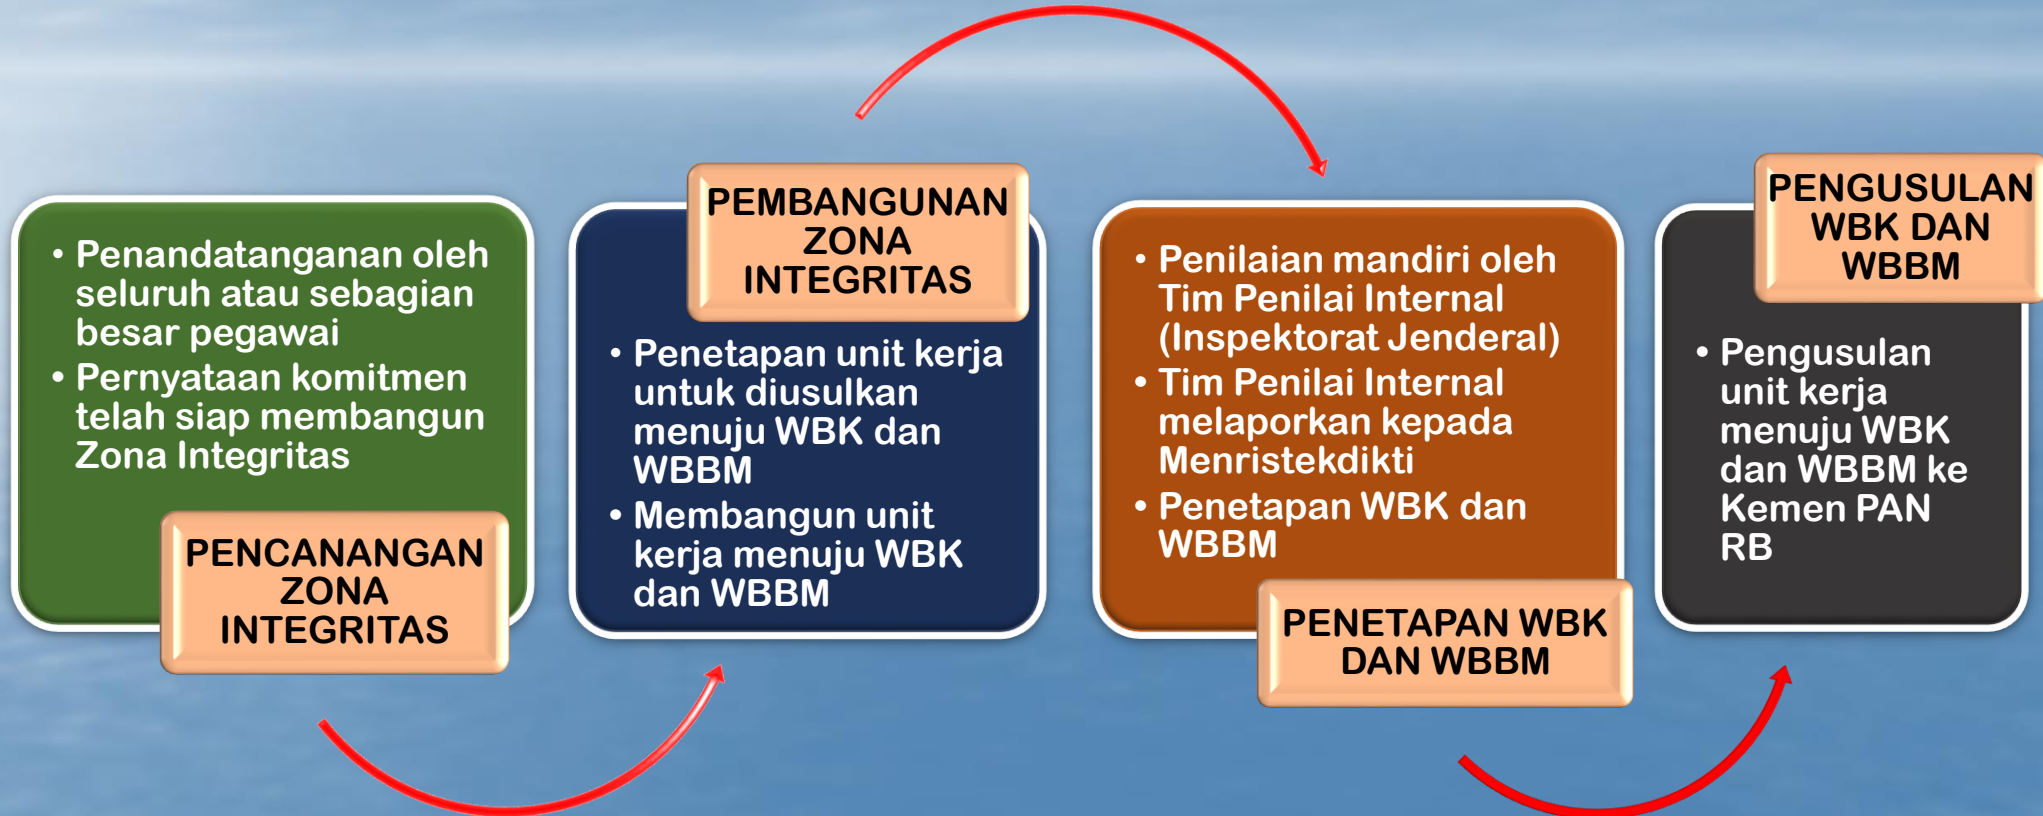 • Penandatanganan oleh
seluruh atau sebagian
besar pegawai
• Pernyataan komitmen
telah siap membangun
Zona Integritas
PENCANANGAN
ZONA
INTEGRITAS
PEMBANGUNAN
ZONA
INTEGRITAS
• Penetapan unit kerja
untuk diusulkan
menuju WBK dan
WBBM
• Membangun unit
kerja menuju WBK
dan WBBM
• Penilaian mandiri oleh
Tim Penilai Internal
(Inspektorat Jenderal)
• Tim Penilai Internal
melaporkan kepada
Menristekdikti
• Penetapan WBK dan
WBBM
PENETAPAN WBK
DAN WBBM
PENGUSULAN
WBK DAN
WBBM
• Pengusulan
unit kerja
menuju WBK
dan WBBM ke
Kemen PAN
RB